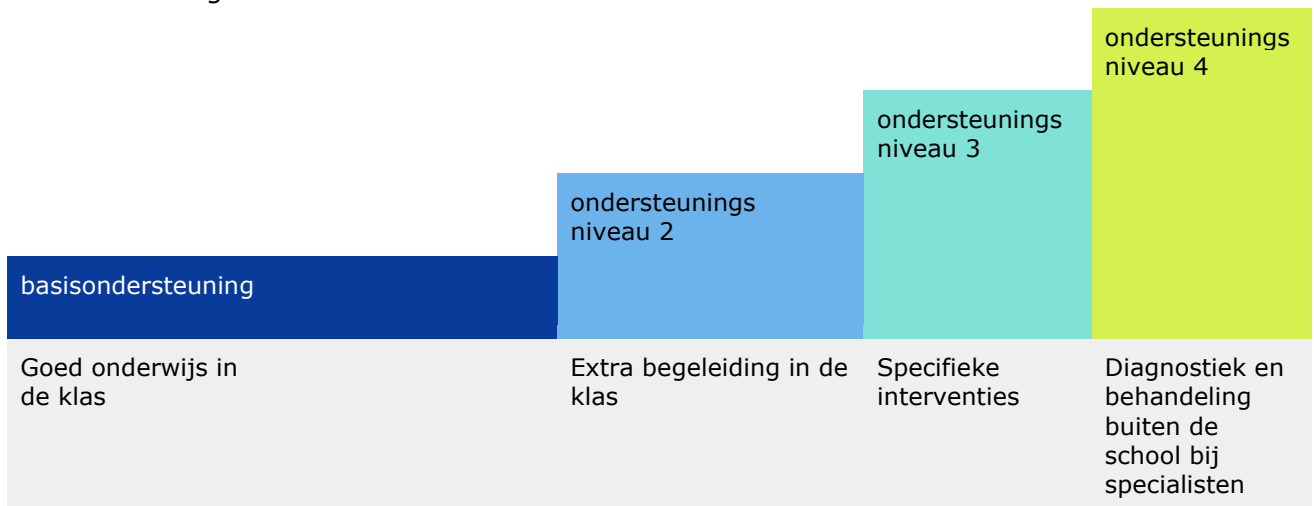 basisondersteuning
Goed onderwijs in
de klas
ondersteunings
niveau 2
Extra begeleiding in de
klas
ondersteunings
niveau 3
Specifieke
interventies
ondersteunings
niveau 4
Diagnostiek en
behandeling
buiten de
school bij
specialisten